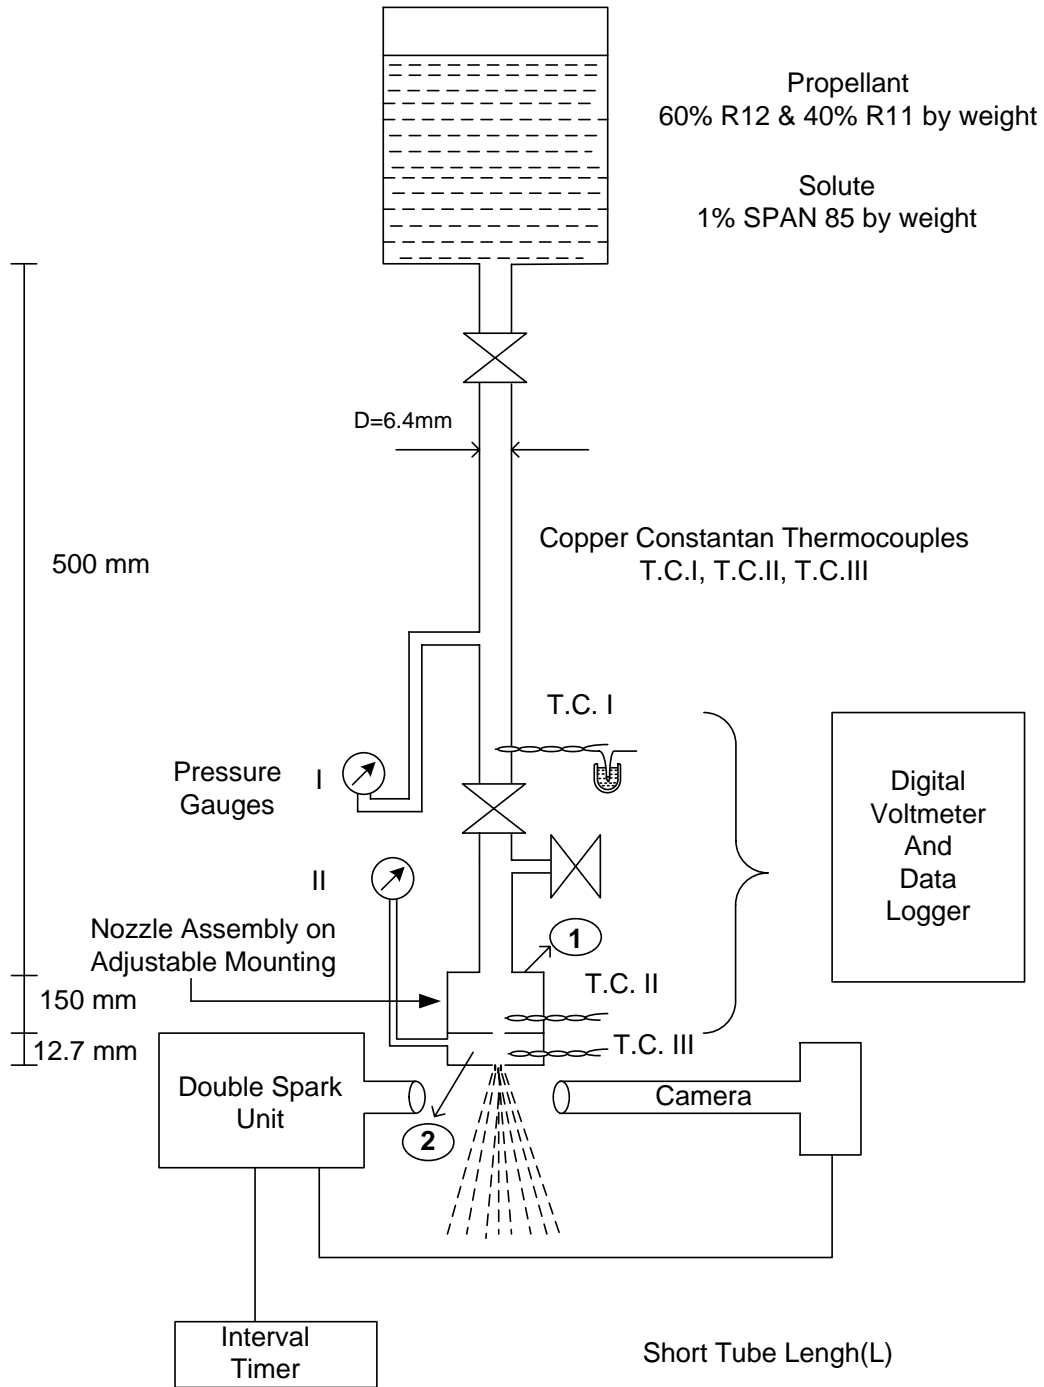 Propellant
60% R12 & 40% R11 by weight
Solute
1% SPAN 85 by weight
D=6.4mm
500 mm
Copper Constantan Thermocouples
T.C.I, T.C.II, T.C.III
T.C. I
Pressure
Gauges
I
II
Digital
Voltmeter
And
Data
Logger
Nozzle Assembly on
Adjustable Mounting
1
T.C. II
150 mm
12.7 mm
T.C. III
Double Spark
Unit
Camera
2
Interval
Timer
Short Tube Lengh(L)